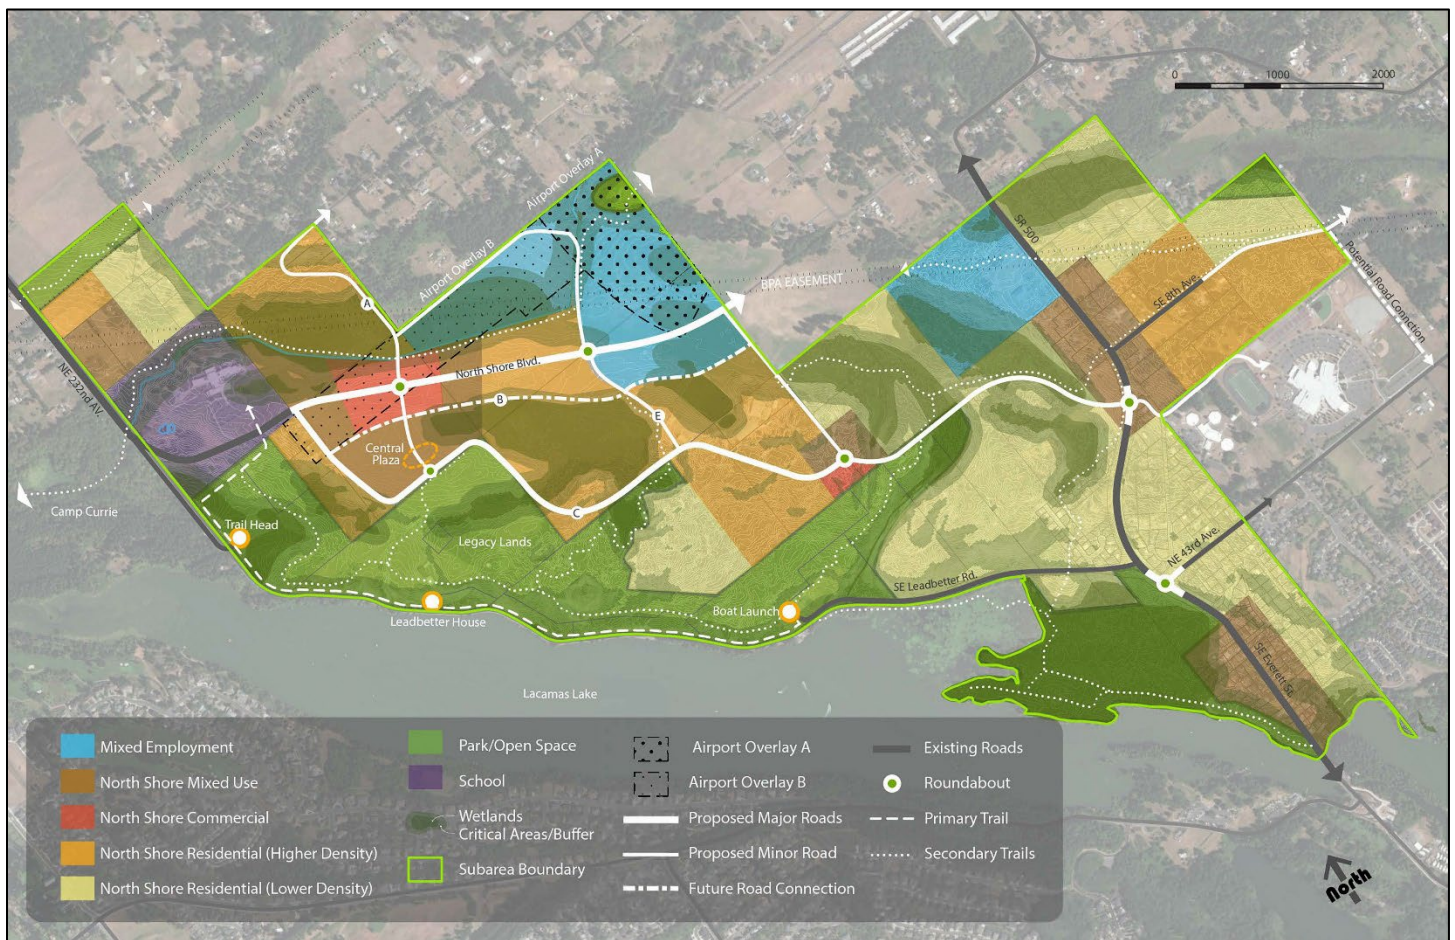 0 1000 2000
Airport Overlay A
Airport Overlay B
SR 500
BPA EASEMENT
Potential Road Connction
SE 8th Ave.
A
North Shore Blvd.
NE 232nd AV.
B
E
Central
Plaza
C
Camp Currie
Trail Head
Legacy Lands
NE 43rd Ave.
SE Leadbetter Rd.
Boat Launch
Leadbetter House
SE Everett St.
Lacamas Lake
Mixed Employment
North Shore Mixed Use
North Shore Commercial
North Shore Residential (Higher Density)
North Shore Residential (Lower Density)
Park/Open Space
School
Wetlands
Critical Areas/Buffer
Subarea Boundary
Airport Overlay A
Airport Overlay B
Proposed Major Roads
Proposed Minor Road
Future Road Connection
Existing Roads
Roundabout
Primary Trail
Secondary Trails
North